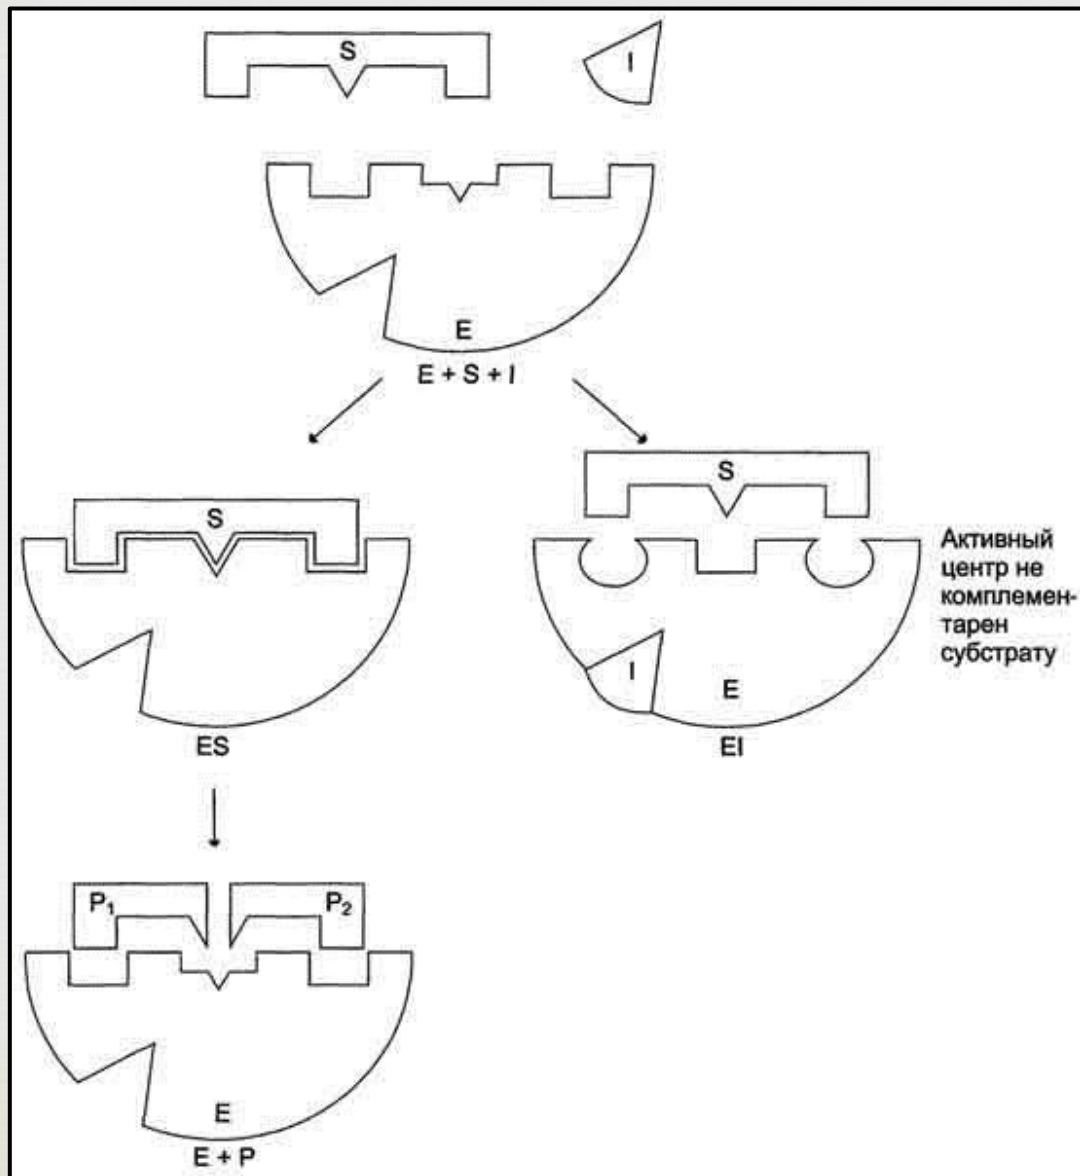 S
I
E
E + S + I
S
S
Активный
центр не
комплемен-
тарен
субстрату
I
E
ES
EI
P₁
P₂
E
E + P